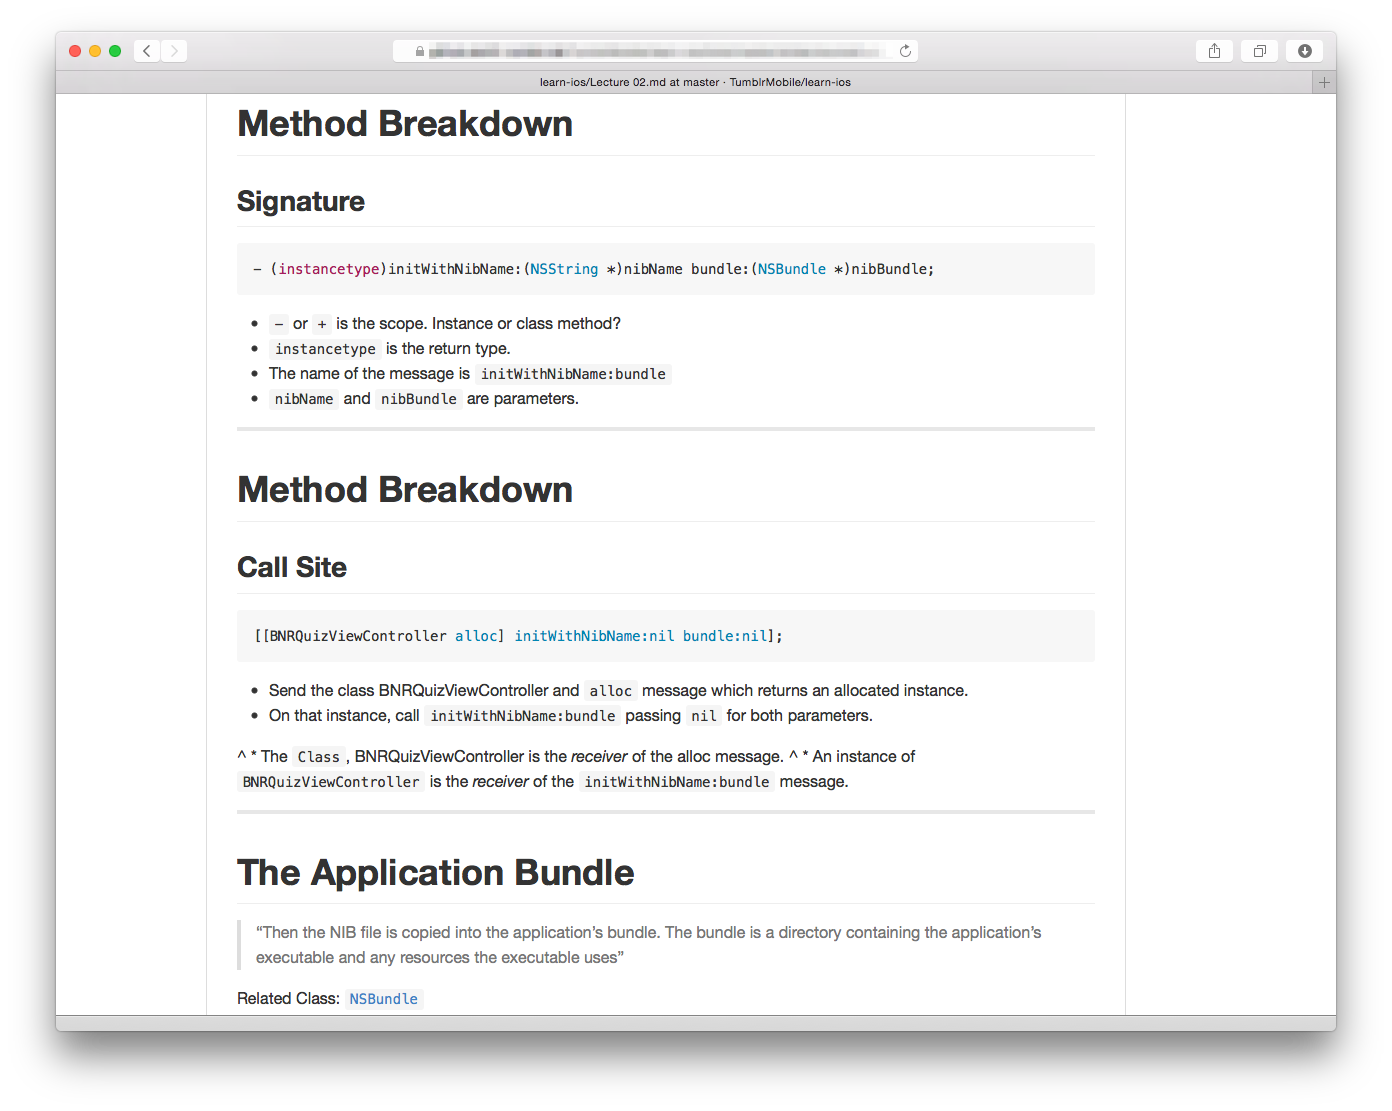 learn-ios/Lecture 02.md at master · TumblrMobile/learn-ios
Method Breakdown
Signature
- (instancetype)initWithNibName:(NSString *)nibName bundle:(NSBundle *)nibBundle;
• - or + is the scope. Instance or class method?
• instancetype is the return type.
• The name of the message is initWithNibName:bundle
• nibName and nibBundle are parameters.
Method Breakdown
Call Site
[[BNRQuizViewController alloc] initWithNibName:nil bundle:nil];
• Send the class BNRQuizViewController and alloc message which returns an allocated instance.
• On that instance, call initWithNibName:bundle passing nil for both parameters.
^ * The Class , BNRQuizViewController is the receiver of the alloc message. ^ * An instance of
BNRQuizViewController is the receiver of the initWithNibName:bundle message.
The Application Bundle
“Then the NIB file is copied into the application’s bundle. The bundle is a directory containing the application’s
executable and any resources the executable uses”
Related Class: NSBundle